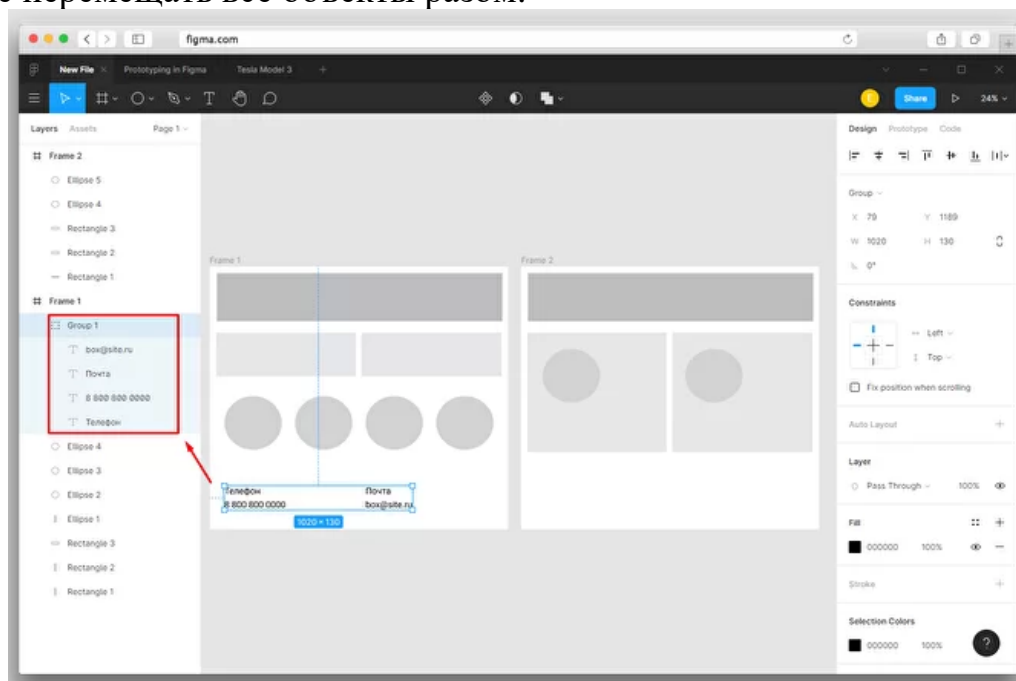 перемещать все объекты разом.
figma.com
New File
Prototyping in Figma
Tesla Model 3
Share
24%
Layers
Assets
Page 1
Frame 2
Ellipse 5
Ellipse 4
Rectangle 3
Rectangle 2
Rectangle 1
Frame 1
Group 1
box@site.ru
Почта
8 800 800 0000
Телефон
Ellipse 4
Ellipse 3
Ellipse 2
Ellipse 1
Rectangle 3
Rectangle 2
Rectangle 1
Frame 1
Frame 2
Телефон Почта
8 800 800 0000 box@site.ru
1020 × 130
Design
Prototype
Code
Group
X 79 Y 1189
W 1020 H 130
0°
Constraints
Left
Top
Fix position when scrolling
Auto Layout
Layer
Pass Through 100%
Fill
000000 100%
Stroke
Selection Colors
000000 100%
?